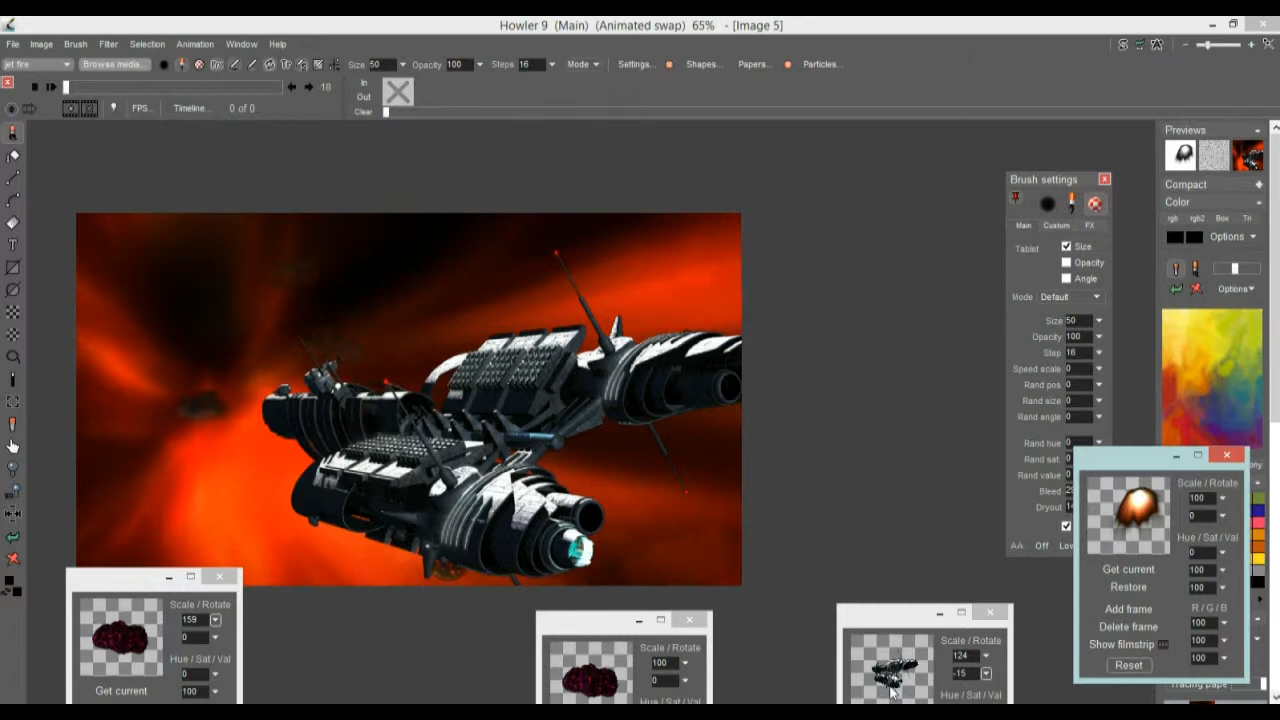 Howler 9 (Main) (Animated swap) 65% - [Image 5]
File Image Brush Filter Selection Animation Window Help
jet fire Browse media... Size 50 Opacity 100 Steps 16 Mode Settings... Shapes... Papers... Particles...
18 In
Out
FPS... Timeline... 0 of 0 Clear
Previews
Compact
Color
rgb rgb2 Box Tri
Options
Options
Brush settings
Main Custom FX
Tablet Size
Opacity
Angle
Mode Default
Size 50
Opacity 100
Step 16
Speed scale 0
Rand pos 0
Rand size 0
Rand angle 0
Rand hue 0
Rand sat. 0
Rand value 0
Bleed
Dryout
AA Off
Scale / Rotate
100
0
Hue / Sat / Val
0
Get current 100
Restore 100
Add frame R / G / B
Delete frame 100
Show filmstrip 100
Reset 100
Scale / Rotate
159
0
Hue / Sat / Val
0
Get current 100
Scale / Rotate
100
0
Hue / Sat / Val
Scale / Rotate
124
-15
Hue / Sat / Val
Tracing pape